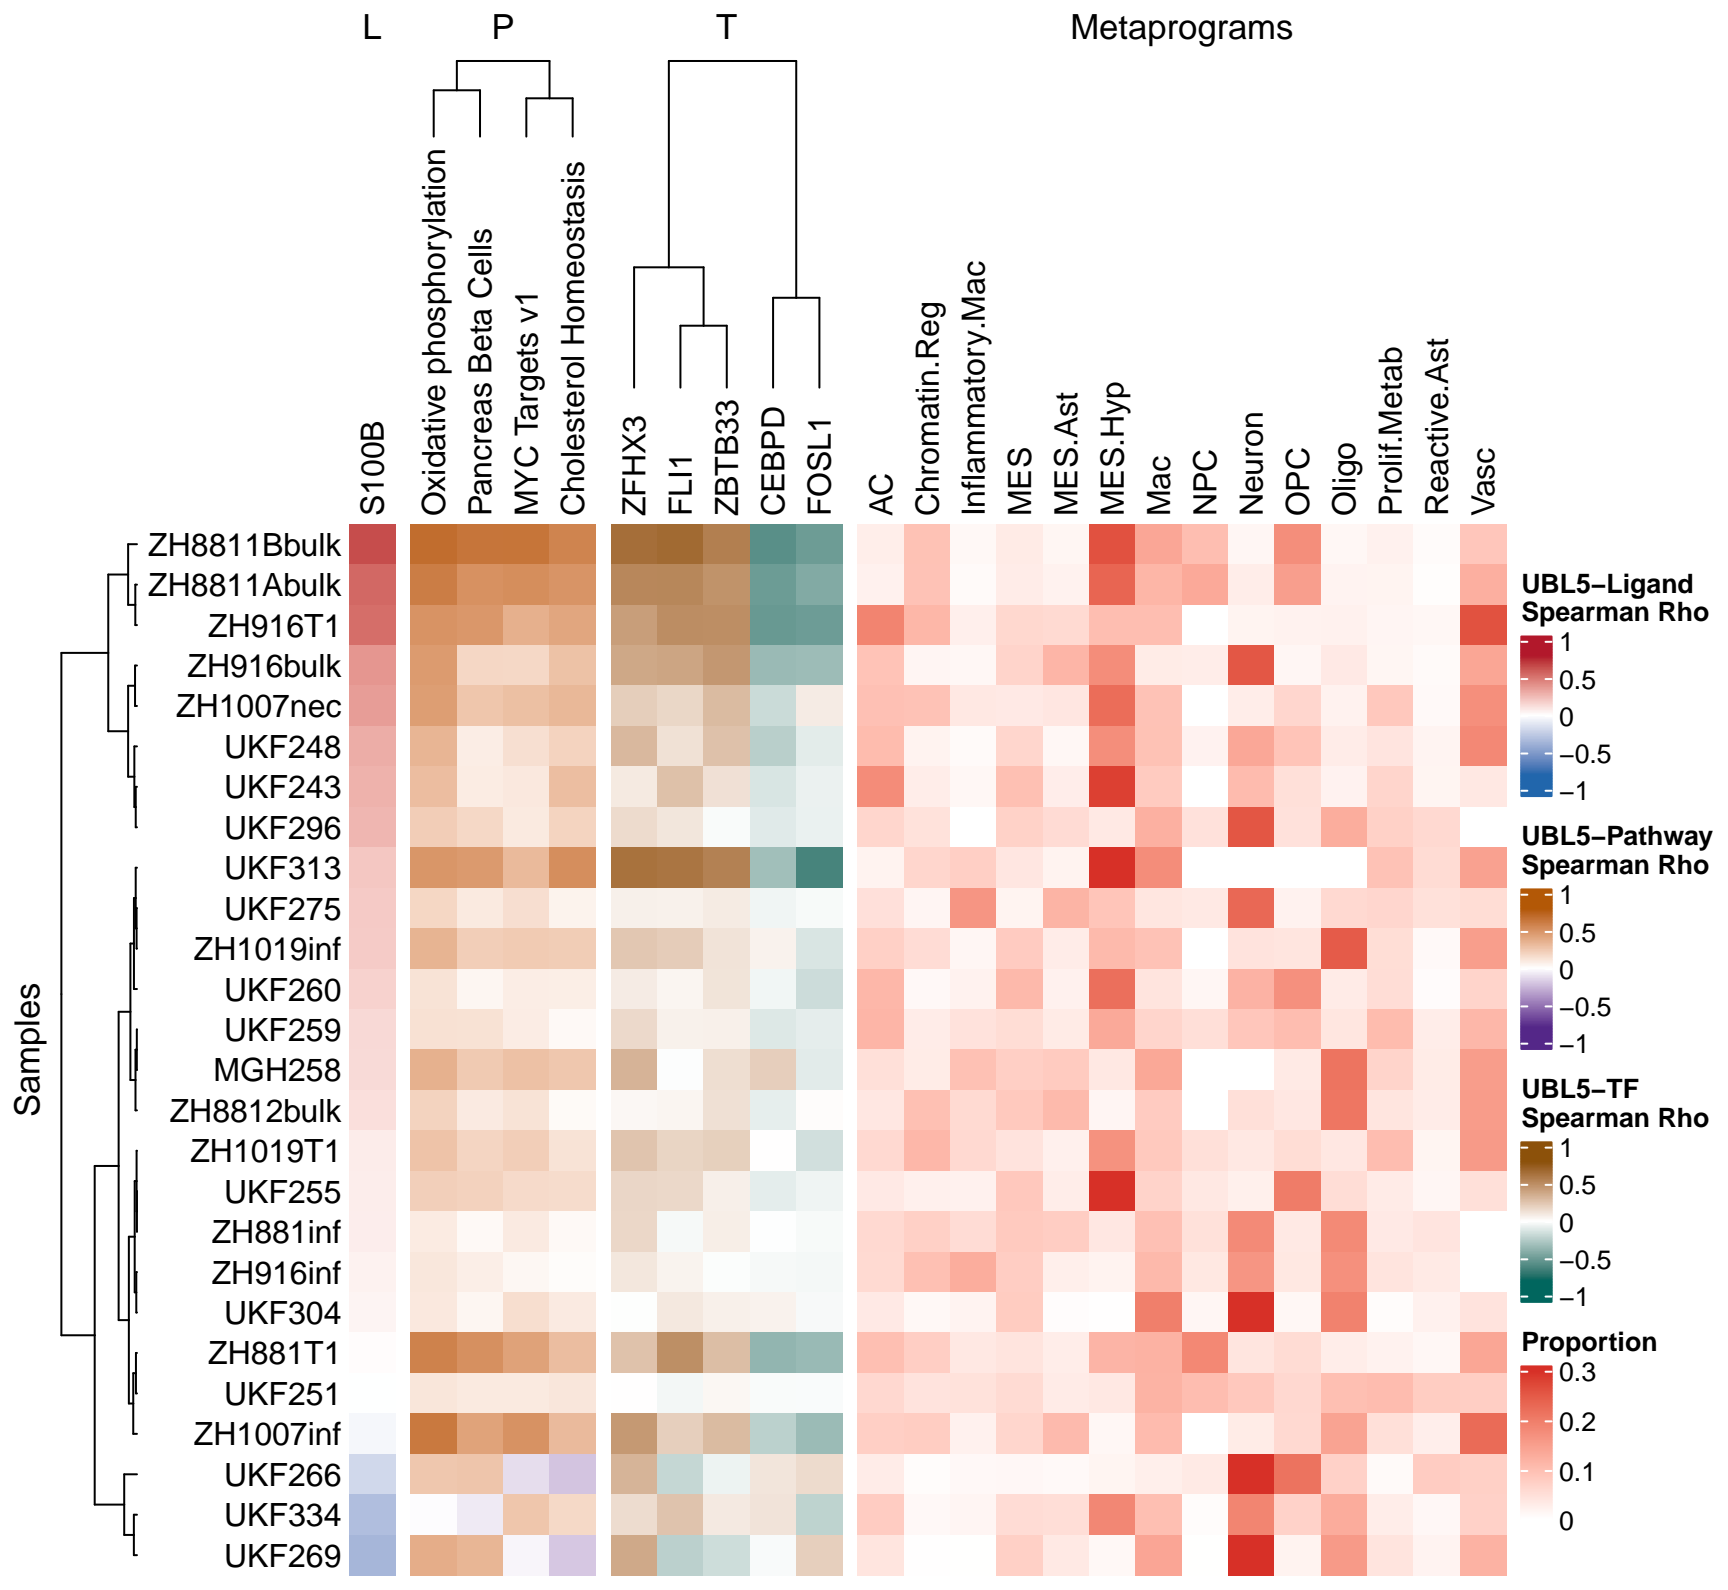 L
P
T
Metaprograms
S100B
Oxidative phosphorylation
Pancreas Beta Cells
MYC Targets v1
Cholesterol Homeostasis
ZFHX3
FLI1
ZBTB33
CEBPD
FOSL1
AC
Chromatin.Reg
Inflammatory.Mac
MES
MES.Ast
MES.Hyp
Mac
NPC
Neuron
OPC
Oligo
Prolif.Metab
Reactive.Ast
Vasc
Samples
ZH8811Bbulk
ZH8811Abulk
ZH916T1
ZH916bulk
ZH1007nec
UKF248
UKF243
UKF296
UKF313
UKF275
ZH1019inf
UKF260
UKF259
MGH258
ZH8812bulk
ZH1019T1
UKF255
ZH881inf
ZH916inf
UKF304
ZH881T1
UKF251
ZH1007inf
UKF266
UKF334
UKF269
UBL5−Ligand
Spearman Rho
1
0.5
0
−0.5
−1
UBL5−Pathway
Spearman Rho
1
0.5
0
−0.5
−1
UBL5−TF
Spearman Rho
1
0.5
0
−0.5
−1
Proportion
0.3
0.2
0.1
0